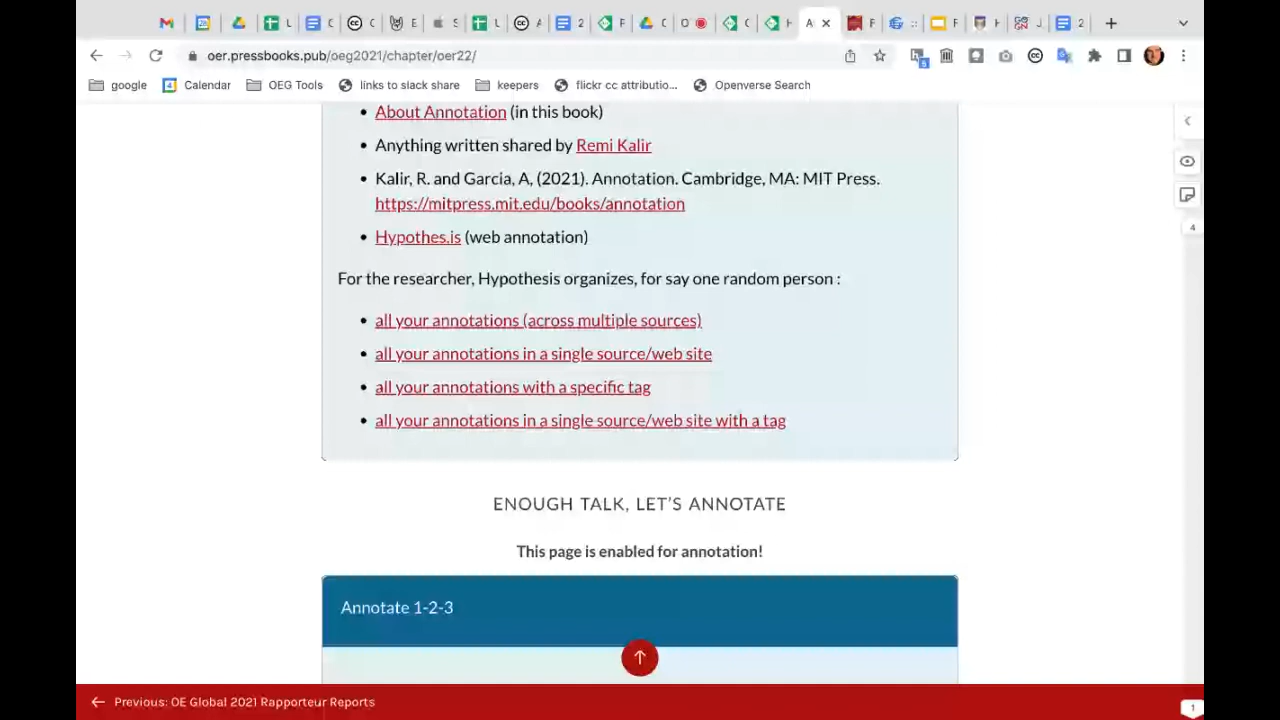 L
C
C
E
S
L
A
2
F
C
O
C
H
A
F
::
F
H
J
2
oer.pressbooks.pub/oeg2021/chapter/oer22/
google
Calendar
OEG Tools
links to slack share
keepers
flickr cc attributio...
Openverse Search
• About Annotation (in this book)
• Anything written shared by Remi Kalir
• Kalir, R. and Garcia, A, (2021). Annotation. Cambridge, MA: MIT Press.
https://mitpress.mit.edu/books/annotation
• Hypothes.is (web annotation)
4
For the researcher, Hypothesis organizes, for say one random person :
• all your annotations (across multiple sources)
• all your annotations in a single source/web site
• all your annotations with a specific tag
• all your annotations in a single source/web site with a tag
ENOUGH TALK, LET'S ANNOTATE
This page is enabled for annotation!
Annotate 1-2-3
← Previous: OE Global 2021 Rapporteur Reports
1